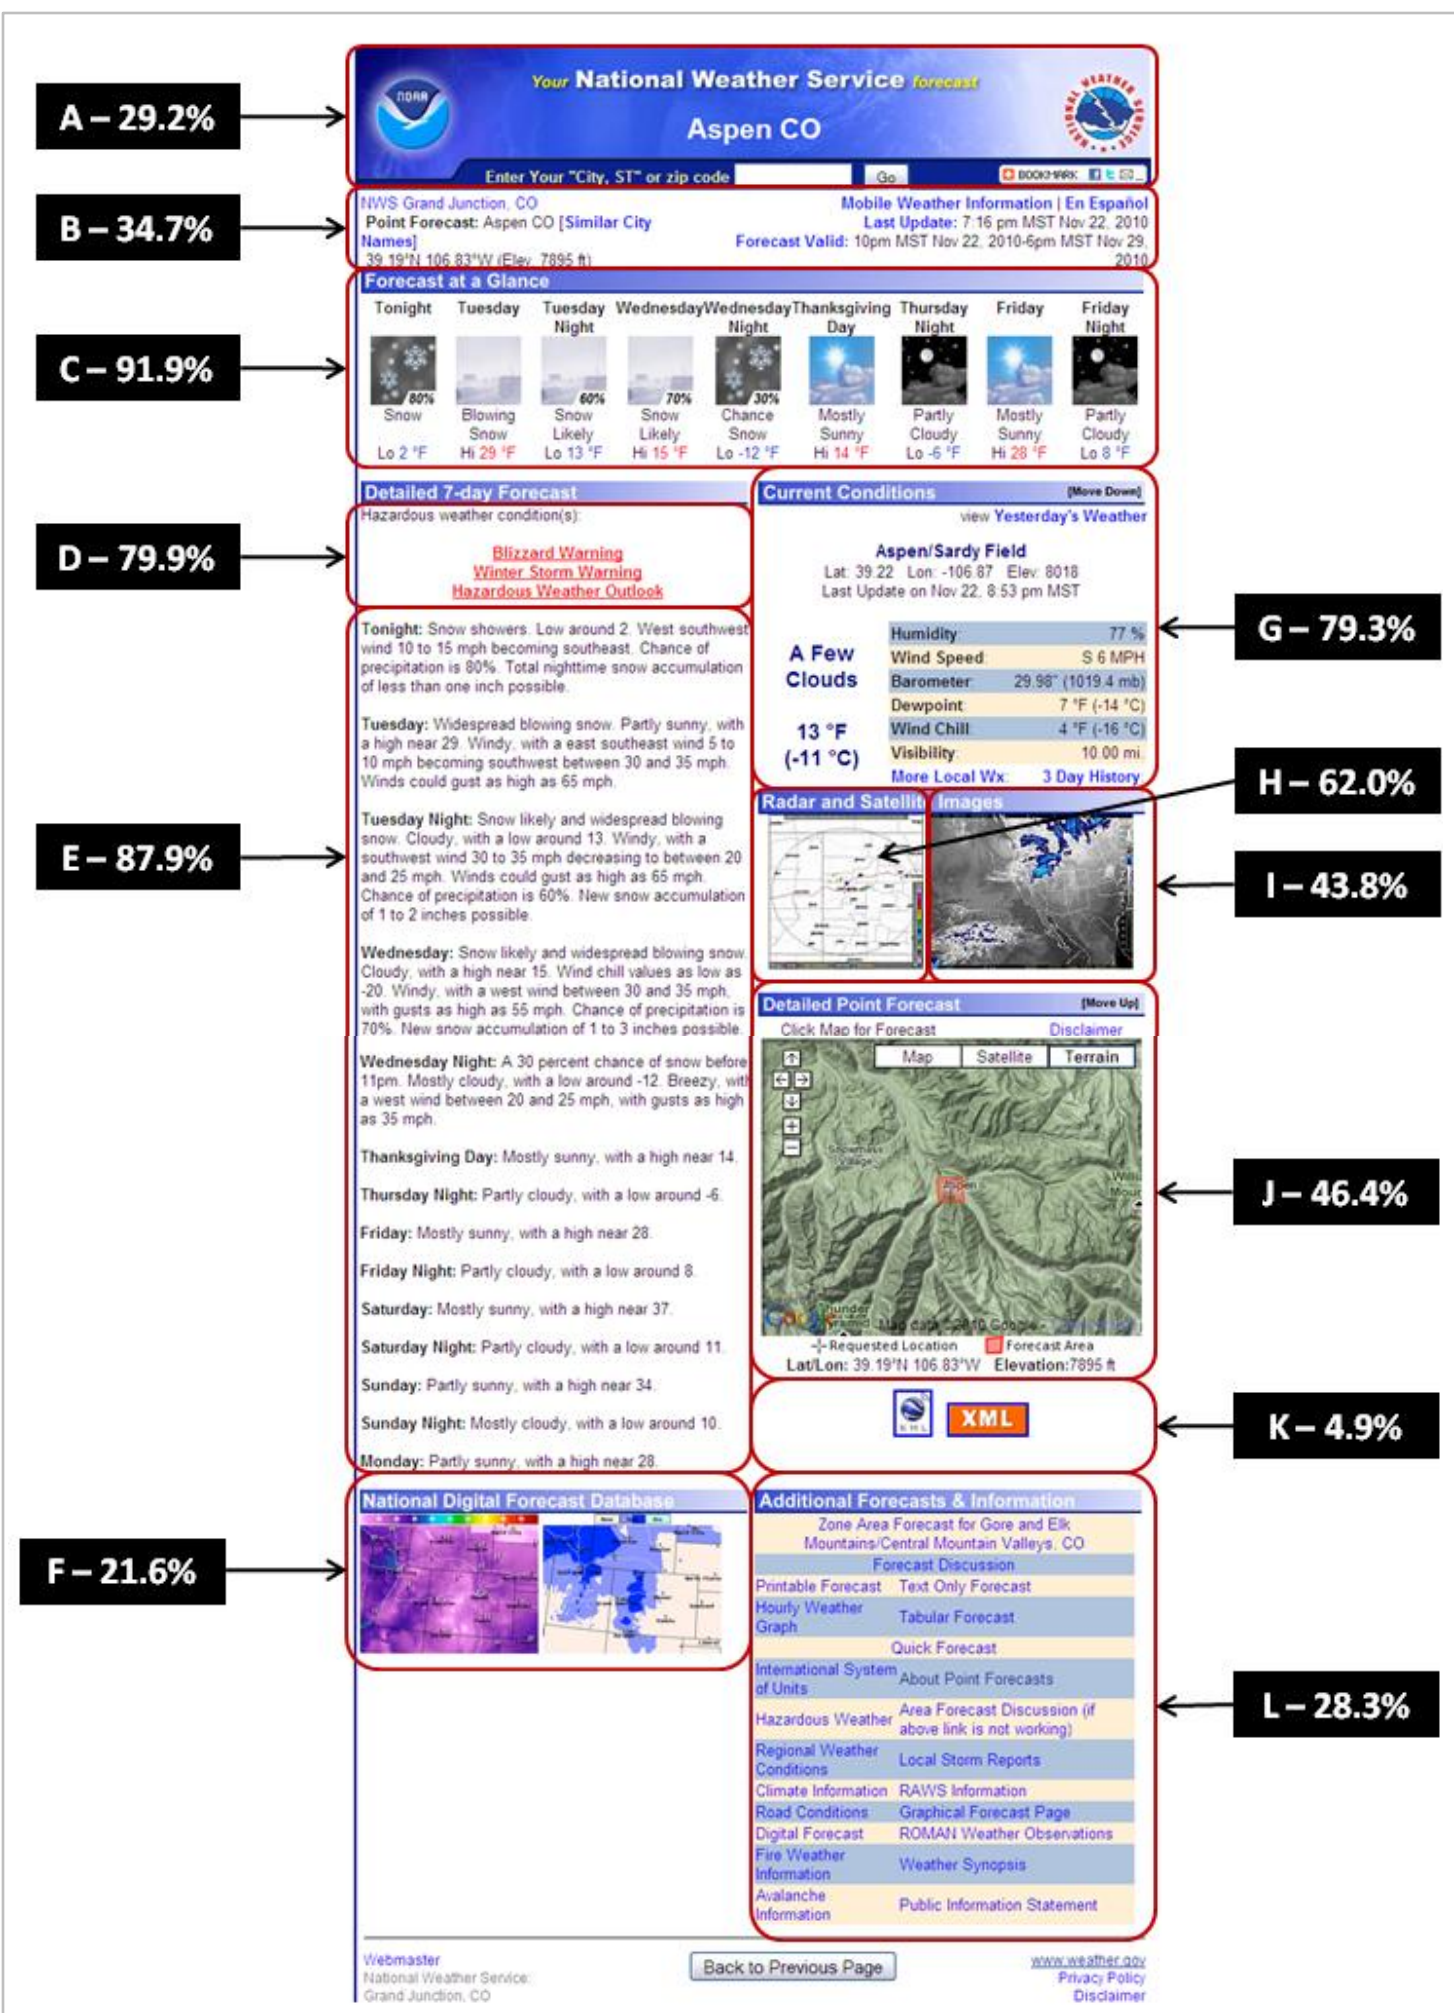 A – 29.2%
NOAA
Your National Weather Service forecast
Aspen CO
NATIONAL WEATHER SERVICE
Enter Your "City, ST" or zip code
Go
BOOKMARK
B – 34.7%
NWS Grand Junction, CO
Point Forecast: Aspen CO [Similar City
Names]
39.19°N 106.83°W (Elev. 7895 ft)
Mobile Weather Information | En Español
Last Update: 7:16 pm MST Nov 22, 2010
Forecast Valid: 10pm MST Nov 22, 2010-6pm MST Nov 29,
2010
C – 91.9%
Forecast at a Glance
Tonight Tuesday Tuesday Wednesday Wednesday Thanksgiving Thursday Friday Friday
Night Night Day Night Night
80% 60% 70% 30%
Snow Blowing Snow Snow Chance Mostly Partly Mostly Partly
Snow Likely Likely Snow Sunny Cloudy Sunny Cloudy
Lo 2 °F Hi 29 °F Lo 13 °F Hi 15 °F Lo -12 °F Hi 14 °F Lo -6 °F Hi 28 °F Lo 8 °F
Detailed 7-day Forecast
D – 79.9%
Hazardous weather condition(s):
Blizzard Warning
Winter Storm Warning
Hazardous Weather Outlook
E – 87.9%
Tonight: Snow showers. Low around 2. West southwest
wind 10 to 15 mph becoming southeast. Chance of
precipitation is 80%. Total nighttime snow accumulation
of less than one inch possible.
Tuesday: Widespread blowing snow. Partly sunny, with
a high near 29. Windy, with a east southeast wind 5 to
10 mph becoming southwest between 30 and 35 mph.
Winds could gust as high as 65 mph.
Tuesday Night: Snow likely and widespread blowing
snow. Cloudy, with a low around 13. Windy, with a
southwest wind 30 to 35 mph decreasing to between 20
and 25 mph. Winds could gust as high as 65 mph.
Chance of precipitation is 60%. New snow accumulation
of 1 to 2 inches possible.
Wednesday: Snow likely and widespread blowing snow.
Cloudy, with a high near 15. Wind chill values as low as
-20. Windy, with a west wind between 30 and 35 mph,
with gusts as high as 55 mph. Chance of precipitation is
70%. New snow accumulation of 1 to 3 inches possible.
Wednesday Night: A 30 percent chance of snow before
11pm. Mostly cloudy, with a low around -12. Breezy, with
a west wind between 20 and 25 mph, with gusts as high
as 35 mph.
Thanksgiving Day: Mostly sunny, with a high near 14.
Thursday Night: Partly cloudy, with a low around -6.
Friday: Mostly sunny, with a high near 28.
Friday Night: Partly cloudy, with a low around 8.
Saturday: Mostly sunny, with a high near 37.
Saturday Night: Partly cloudy, with a low around 11.
Sunday: Partly sunny, with a high near 34.
Sunday Night: Mostly cloudy, with a low around 10.
Monday: Partly sunny, with a high near 28.
F – 21.6%
National Digital Forecast Database
Current Conditions [Move Down]
view Yesterday's Weather
Aspen/Sardy Field
Lat: 39.22 Lon: -106.87 Elev: 8018
Last Update on Nov 22, 8:53 pm MST
A Few
Clouds
13 °F
(-11 °C)
Humidity: 77 %
Wind Speed: S 6 MPH
Barometer: 29.98" (1019.4 mb)
Dewpoint: 7 °F (-14 °C)
Wind Chill: 4 °F (-16 °C)
Visibility: 10.00 mi.
More Local Wx: 3 Day History:
G – 79.3%
Radar and Satellite Images
H – 62.0%
I – 43.8%
Detailed Point Forecast [Move Up]
Click Map for Forecast Disclaimer
Map Satellite Terrain
Snowmass
Village
Aspen
Google
Map data ©2010 Google
Requested Location Forecast Area
Lat/Lon: 39.19°N 106.83°W Elevation:7895 ft
J – 46.4%
KML
XML
K – 4.9%
Additional Forecasts & Information
Zone Area Forecast for Gore and Elk
Mountains/Central Mountain Valleys, CO
Forecast Discussion
Printable Forecast Text Only Forecast
Hourly Weather
Graph Tabular Forecast
Quick Forecast
International System
of Units About Point Forecasts
Hazardous Weather Area Forecast Discussion (if
above link is not working)
Regional Weather
Conditions Local Storm Reports
Climate Information RAWS Information
Road Conditions Graphical Forecast Page
Digital Forecast ROMAN Weather Observations
Fire Weather
Information Weather Synopsis
Avalanche
Information Public Information Statement
L – 28.3%
Webmaster
National Weather Service:
Grand Junction, CO
Back to Previous Page
www.weather.gov
Privacy Policy
Disclaimer